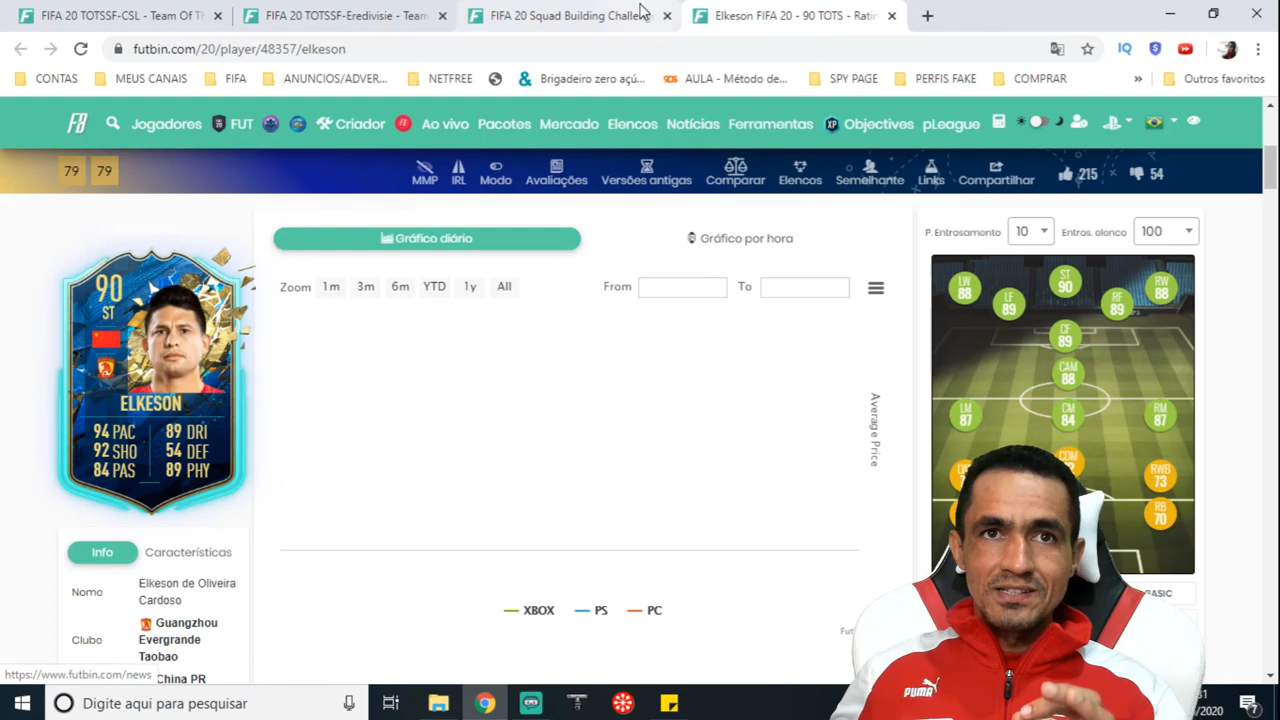 FIFA 20 TOTSSF-CSL - Team Of Th
FIFA 20 TOTSSF-Eredivisie - Team
FIFA 20 Squad Building Challe
Elkeson FIFA 20 - 90 TOTS - Ratin
futbin.com/20/player/48357/elkeson
CONTAS
MEUS CANAIS
FIFA
ANUNCIOS/ADVER...
NETFREE
Brigadeiro zero açú...
AULA - Método de...
SPY PAGE
PERFIS FAKE
COMPRAR
»
Outros favoritos
Jogadores
FUT
Criador
Ao vivo
Pacotes
Mercado
Elencos
Notícias
Ferramentas
XP Objectives
pLeague
79
79
MMP
IRL
Modo
Avaliações
Versões antigas
Comparar
Elencos
Semelhante
Links
Compartilhar
215
54
Gráfico diário
Gráfico por hora
P. Entrosamento
10
Entros. elenco
100
Zoom
1m
3m
6m
YTD
1y
All
From
To
90
ST
ELKESON
94 PAC
89 DRI
92 SHO
54 DEF
84 PAS
89 PHY
Average Price
XBOX
PS
PC
LW
88
ST
90
RW
88
LF
89
RF
89
CF
89
CAM
88
LM
87
CM
84
RM
87
CDM
RWB
73
RB
70
BASIC
Info
Características
Nome
Elkeson de Oliveira
Cardoso
Clube
Guangzhou
Evergrande
Taobao
China PR
https://www.futbin.com/news
PUMA
Digite aqui para pesquisar
7